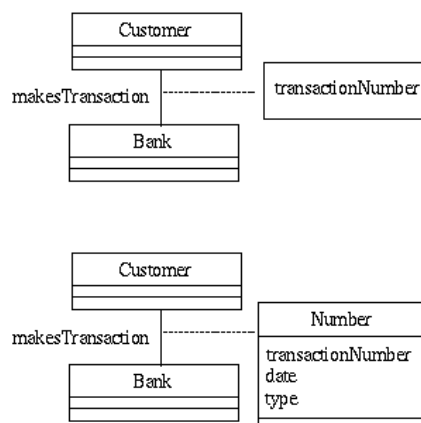 Customer
makesTransaction
transactionNumber
Bank
Customer
makesTransaction
Number
transactionNumber
date
type
Bank